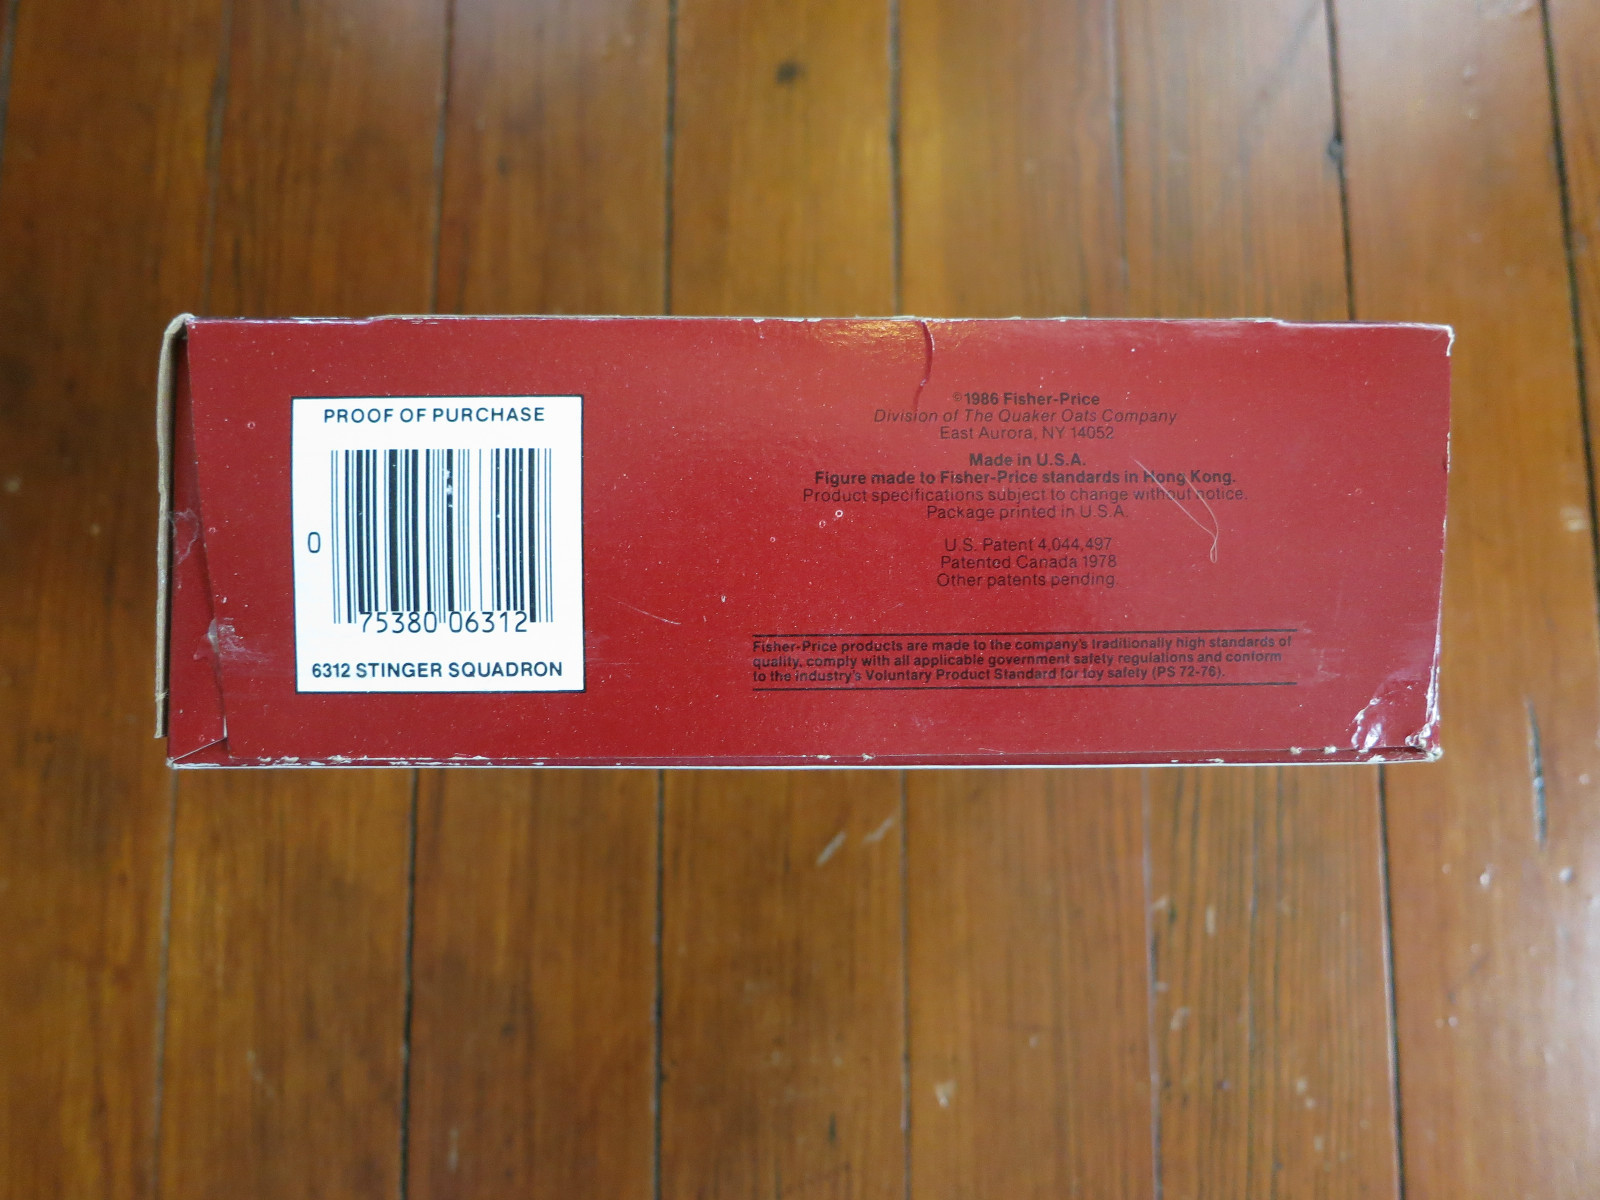 PROOF OF PURCHASE
0
75380 06312
6312 STINGER SQUADRON
©1986 Fisher-Price
Division of The Quaker Oats Company
East Aurora, NY 14052
Made in U.S.A.
Figure made to Fisher-Price standards in Hong Kong.
Product specifications subject to change without notice.
Package printed in U.S.A.
U.S. Patent 4,044,497
Patented Canada 1978
Other patents pending.
Fisher-Price products are made to the company's traditionally high standards of
quality, comply with all applicable government safety regulations and conform
to the industry's Voluntary Product Standard for toy safety (PS 72-76).